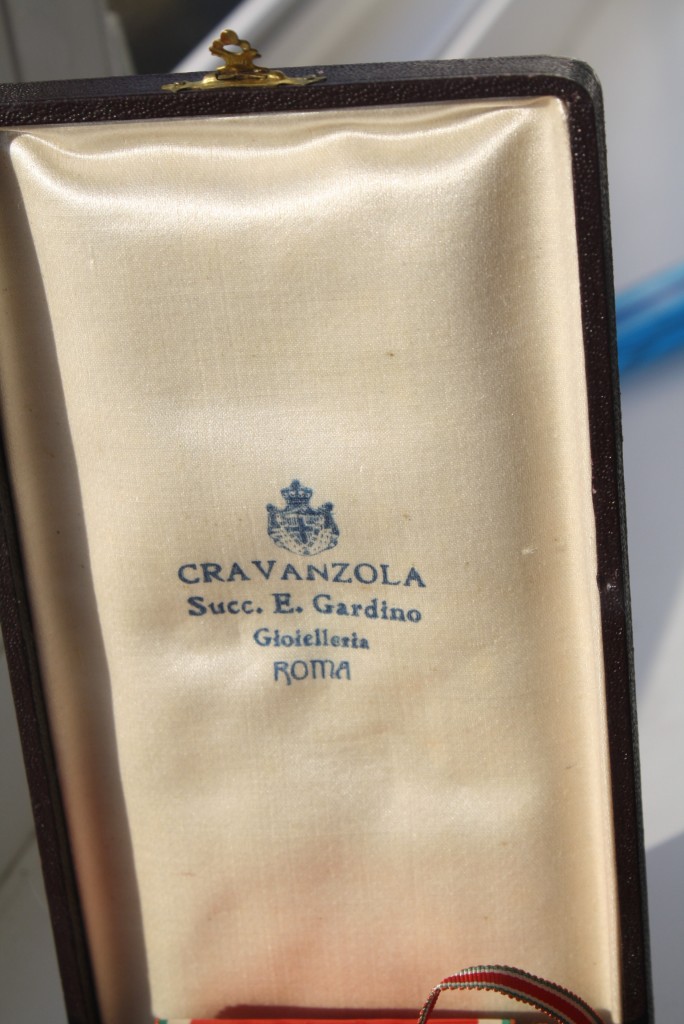 CRAVANZOLA
Succ. E. Gardino
Gioielleria
ROMA